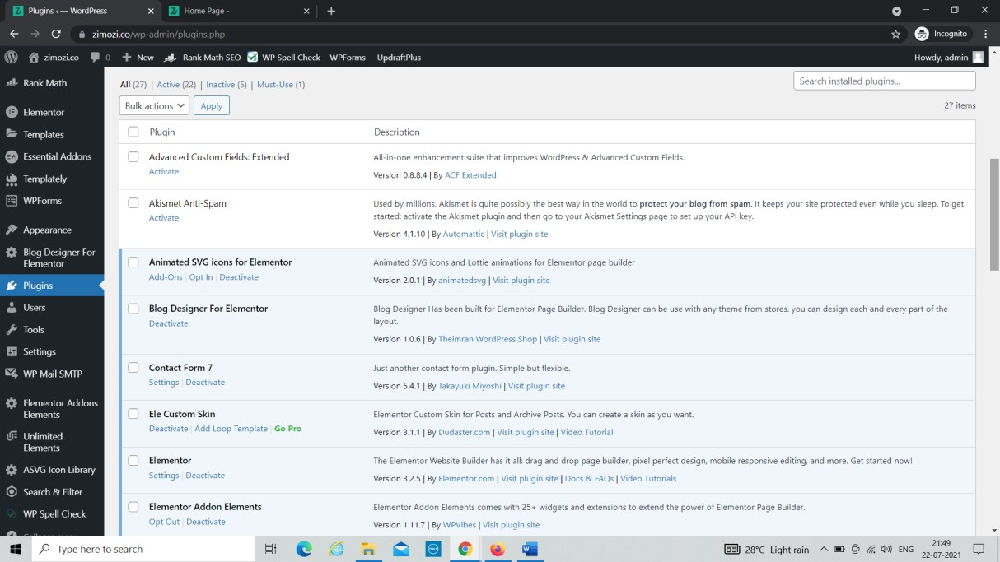 Plugins ‹ — WordPress
Home Page -
zimozi.co/wp-admin/plugins.php
Incognito
zimozi.co
0
New
Rank Math SEO
WP Spell Check
WPForms
UpdraftPlus
Howdy, admin
Rank Math
Elementor
Templates
Essential Addons
Templately
WPForms
Appearance
Blog Designer For
Elementor
Plugins
Users
Tools
Settings
WP Mail SMTP
Elementor Addons
Elements
Unlimited
Elements
ASVG Icon Library
Search & Filter
WP Spell Check
All (27) | Active (22) | Inactive (5) | Must-Use (1)
Search installed plugins...
Bulk actions
Apply
27 items
Plugin
Description
Advanced Custom Fields: Extended
Activate
All-in-one enhancement suite that improves WordPress & Advanced Custom Fields.
Version 0.8.8.4 | By ACF Extended
Akismet Anti-Spam
Activate
Used by millions, Akismet is quite possibly the best way in the world to protect your blog from spam. It keeps your site protected even while you sleep. To get
started: activate the Akismet plugin and then go to your Akismet Settings page to set up your API key.
Version 4.1.10 | By Automattic | Visit plugin site
Animated SVG icons for Elementor
Add-Ons | Opt In | Deactivate
Animated SVG icons and Lottie animations for Elementor page builder
Version 2.0.1 | By animatedsvg | Visit plugin site
Blog Designer For Elementor
Deactivate
Blog Designer Has been built for Elementor Page Builder. Blog Designer can be use with any theme from stores. you can design each and every part of the
layout.
Version 1.0.6 | By Theimran WordPress Shop | Visit plugin site
Contact Form 7
Settings | Deactivate
Just another contact form plugin. Simple but flexible.
Version 5.4.1 | By Takayuki Miyoshi | Visit plugin site
Ele Custom Skin
Deactivate | Add Loop Template | Go Pro
Elementor Custom Skin for Posts and Archive Posts. You can create a skin as you want.
Version 3.1.1 | By Dudaster.com | Visit plugin site | Video Tutorial
Elementor
Settings | Deactivate
The Elementor Website Builder has it all: drag and drop page builder, pixel perfect design, mobile responsive editing, and more. Get started now!
Version 3.2.5 | By Elementor.com | Visit plugin site | Docs & FAQs | Video Tutorials
Elementor Addon Elements
Opt Out | Deactivate
Elementor Addon Elements comes with 25+ widgets and extensions to extend the power of Elementor Page Builder.
Version 1.11.7 | By WPVibes | Visit plugin site
Type here to search
28°C Light rain
ENG
21:49
22-07-2021